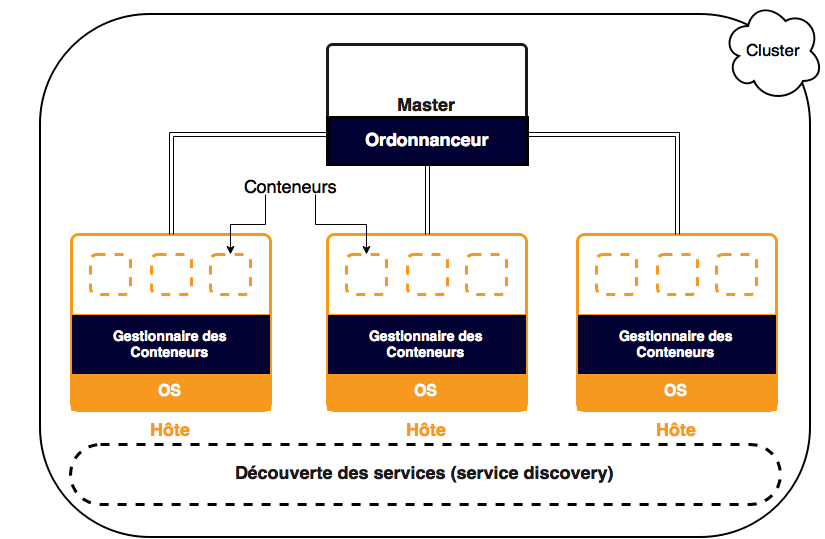 Cluster
Master
Ordonnanceur
Conteneurs
Gestionnaire des
Conteneurs
OS
Hôte
Gestionnaire des
Conteneurs
OS
Hôte
Gestionnaire des
Conteneurs
OS
Hôte
Découverte des services (service discovery)